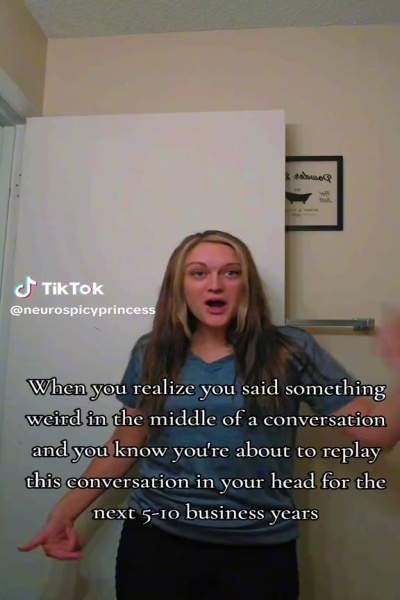 Powder
TikTok
@neurospicyprincess
When you realize you said something
weird in the middle of a conversation
and you know you're about to replay
this conversation in your head for the
next 5-10 business years